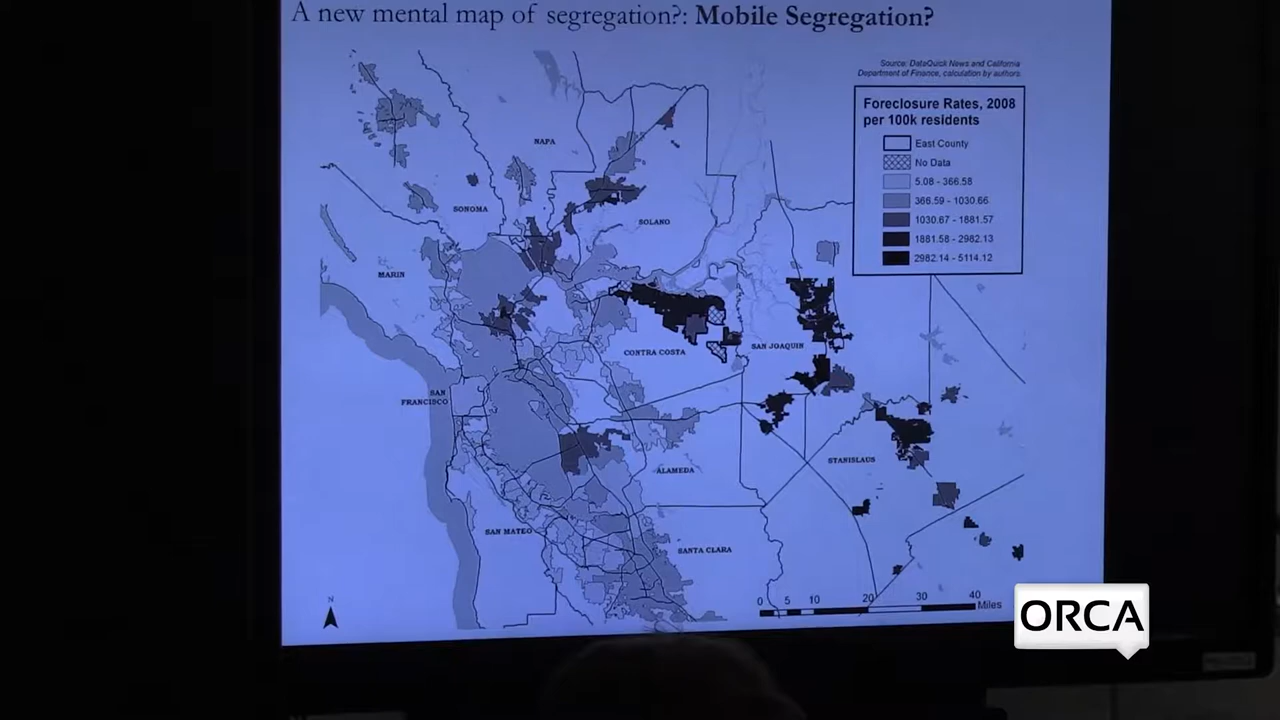 A new mental map of segregation?: Mobile Segregation?
Source: DataQuick News and California
Department of Finance, calculation by authors
Foreclosure Rates, 2008
per 100k residents
East County
No Data
5.08 - 366.58
366.59 - 1030.66
1030.67 - 1881.57
1881.58 - 2982.13
2982.14 - 5114.12
NAPA
SONOMA
SOLANO
MARIN
CONTRA COSTA
SAN JOAQUIN
SAN
FRANCISCO
STANISLAUS
ALAMEDA
SAN MATEO
SANTA CLARA
N
0 5 10 20 30 40
Miles
ORCA